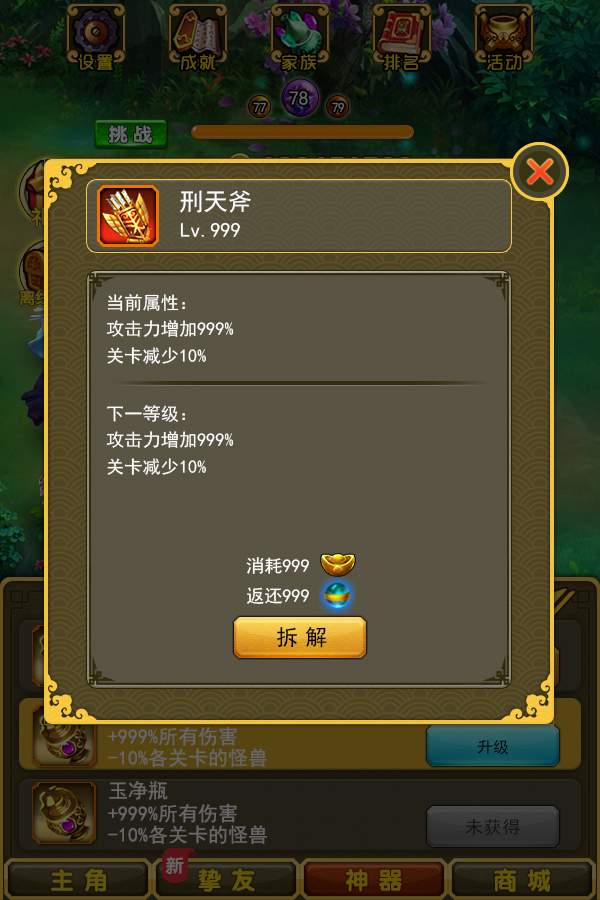 设置
成就
家族
排名
活动
77
78
79
挑战
刑天斧
Lv.999
当前属性：
攻击力增加999%
关卡减少10%
下一等级：
攻击力增加999%
关卡减少10%
消耗999
返还999
拆解
+999%所有伤害
-10%各关卡的怪兽
升级
玉净瓶
+999%所有伤害
-10%各关卡的怪兽
未获得
主角
新
挚友
神器
商城